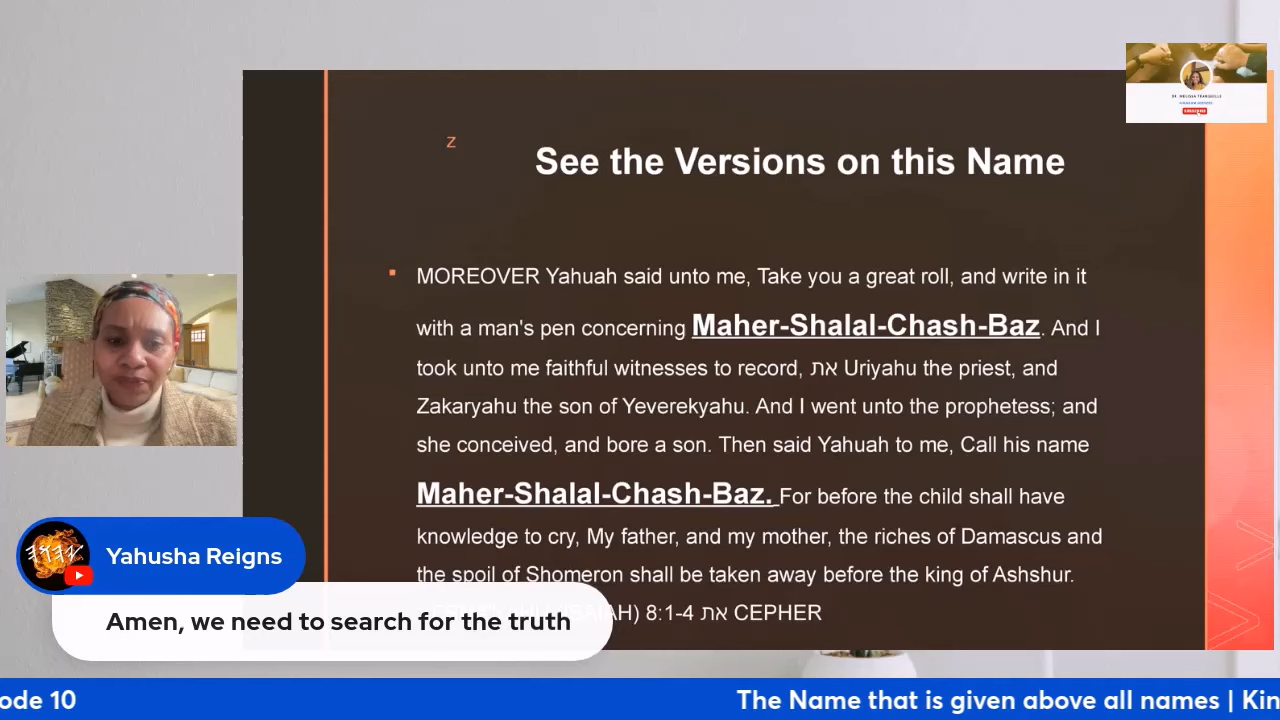 DR. MELISSA TRANQUILLE
SUBSCRIBE
z
See the Versions on this Name
MOREOVER Yahuah said unto me, Take you a great roll, and write in it
with a man's pen concerning Maher-Shalal-Chash-Baz. And I
took unto me faithful witnesses to record, את Uriyahu the priest, and
Zakaryahu the son of Yeverekyahu. And I went unto the prophetess; and
she conceived, and bore a son. Then said Yahuah to me, Call his name
Maher-Shalal-Chash-Baz. For before the child shall have
knowledge to cry, My father, and my mother, the riches of Damascus and
the spoil of Shomeron shall be taken away before the king of Ashshur.
8:1-4 את CEPHER
Yahusha Reigns
Amen, we need to search for the truth
ode 10
The Name that is given above all names | Kin